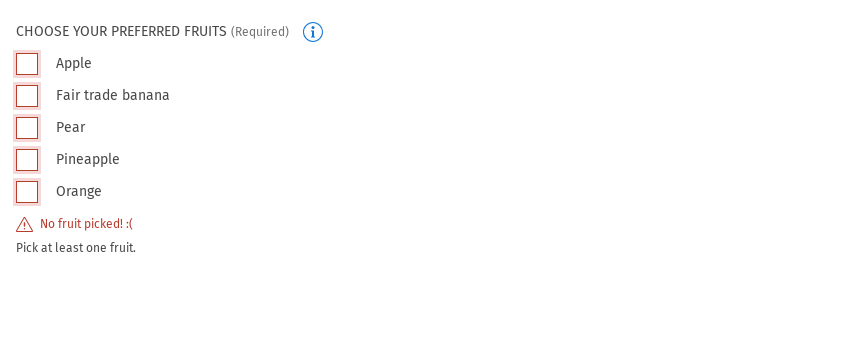 CHOOSE YOUR PREFERRED FRUITS (Required)
Apple
Fair trade banana
Pear
Pineapple
Orange
No fruit picked! :(
Pick at least one fruit.